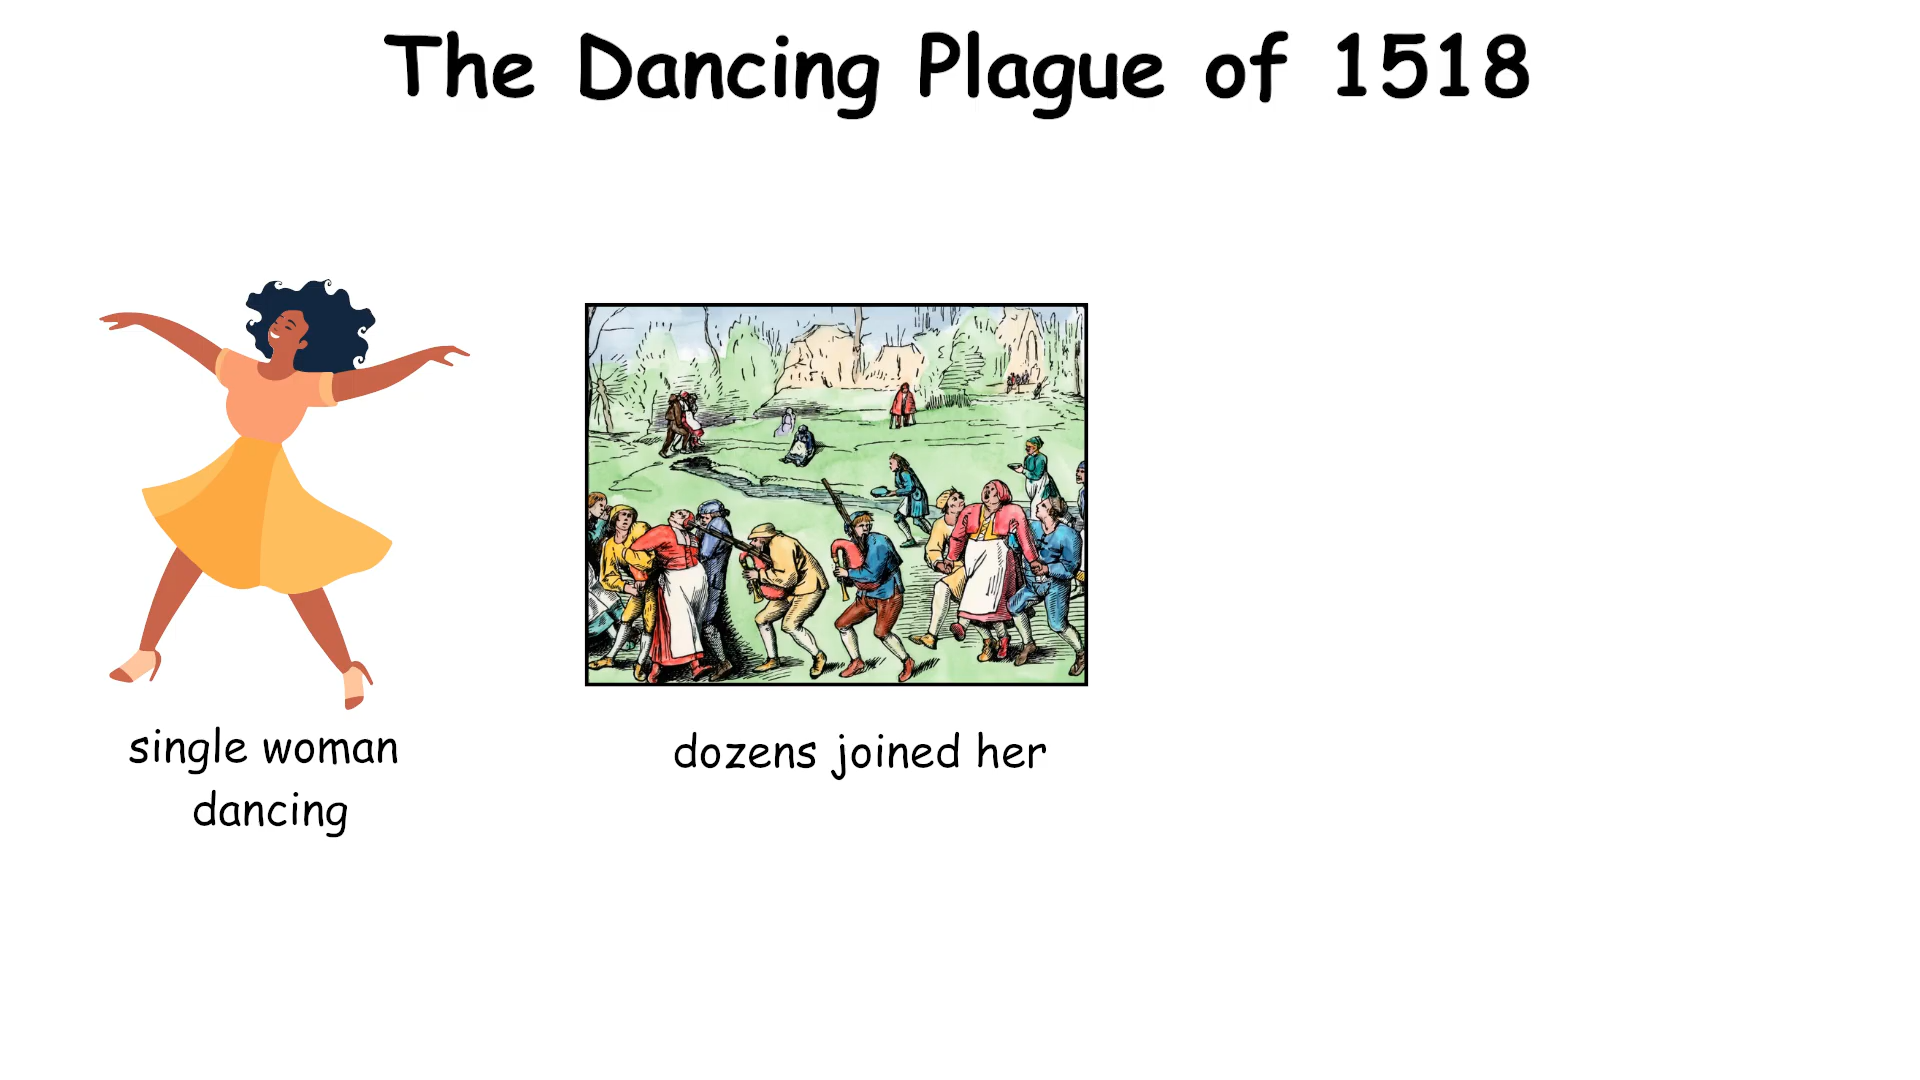 The Dancing Plague of 1518
single woman
dancing
dozens joined her